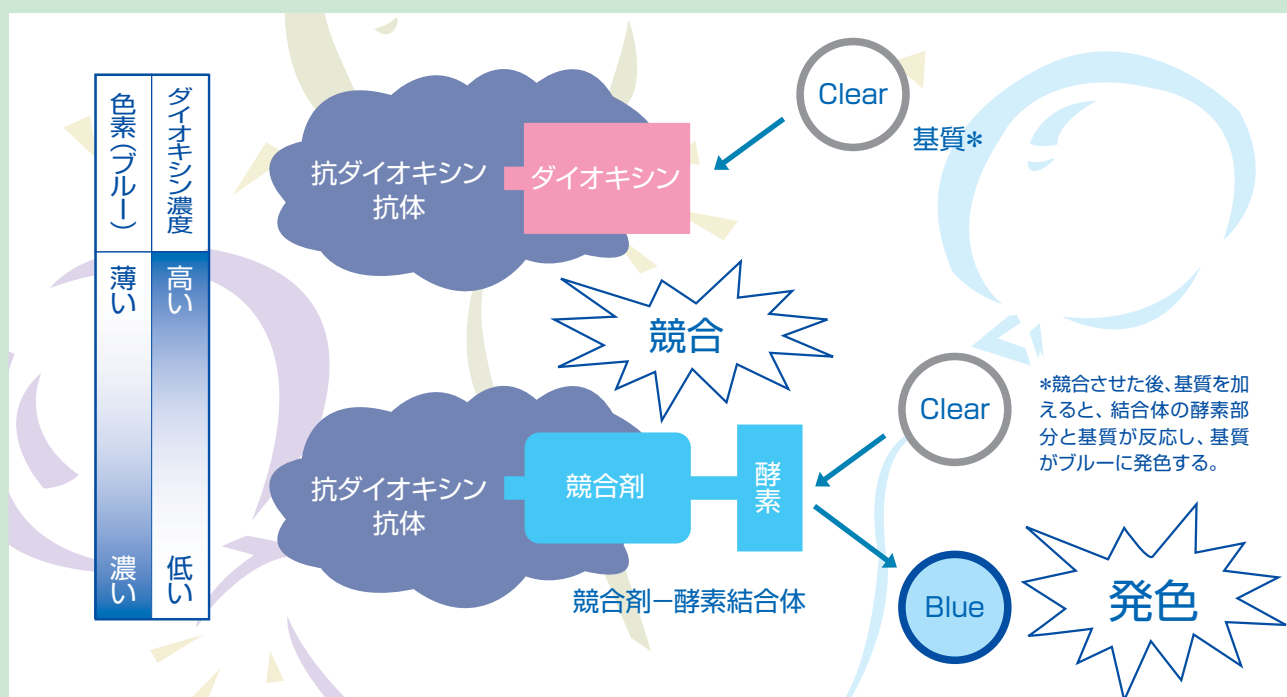 色素(ブルー)
薄い
濃い
ダイオキシン濃度
高い
低い
抗ダイオキシン
抗体
ダイオキシン
Clear
基質*
競合
抗ダイオキシン
抗体
競合剤
酵素
競合剤−酵素結合体
Clear
*競合させた後、基質を加
えると、結合体の酵素部
分と基質が反応し、基質
がブルーに発色する。
Blue
発色